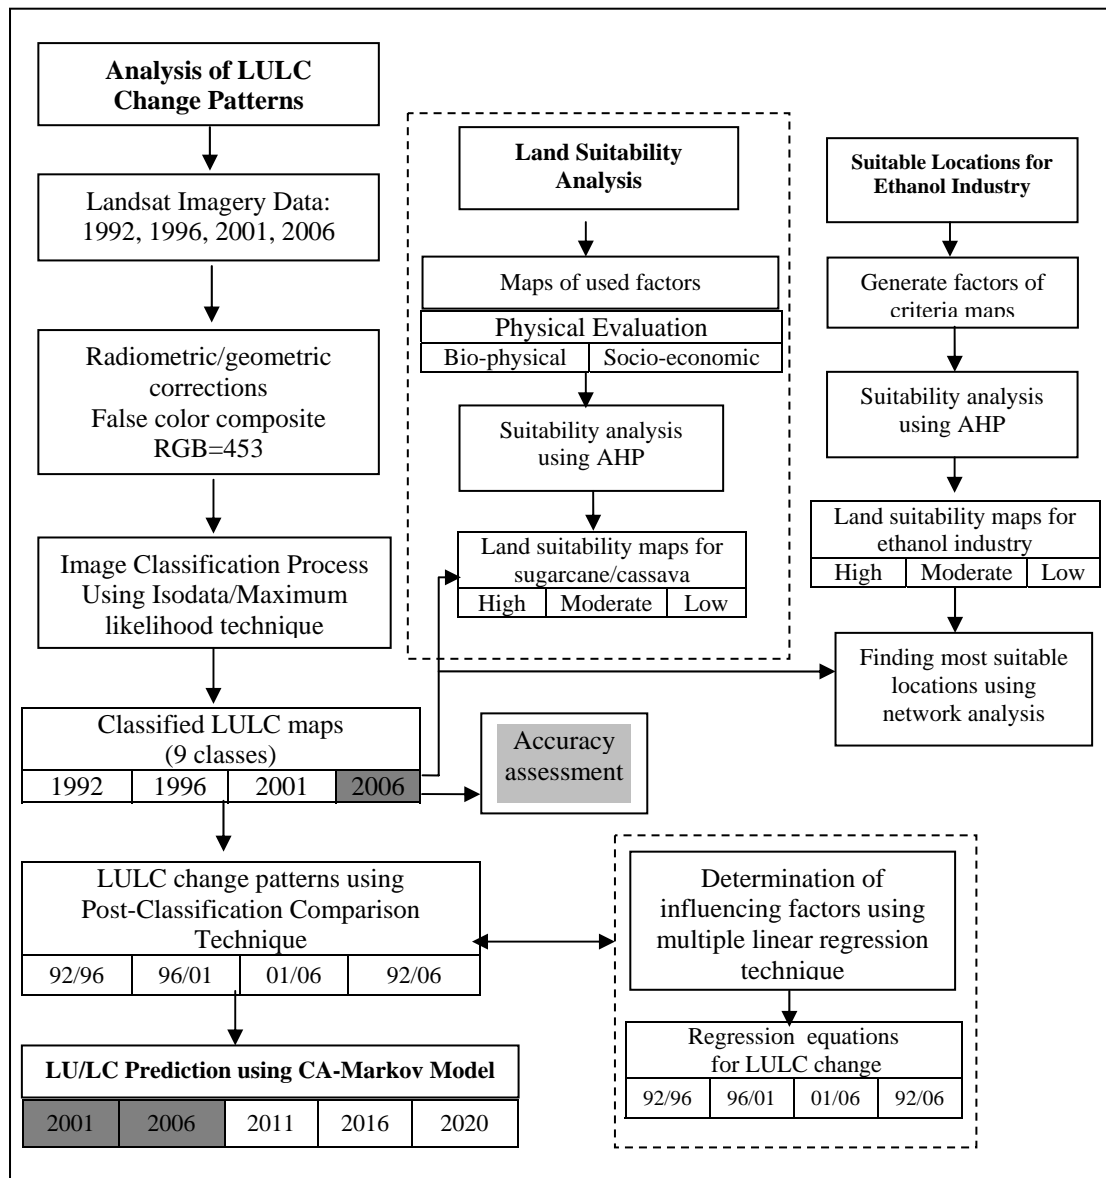 Analysis of LULC
Change Patterns
Landsat Imagery Data:
1992, 1996, 2001, 2006
Radiometric/geometric
corrections
False color composite
RGB=453
Image Classification Process
Using Isodata/Maximum
likelihood technique
Classified LULC maps
(9 classes)
1992 1996 2001 2006
Accuracy
assessment
LULC change patterns using
Post-Classification Comparison
Technique
92/96 96/01 01/06 92/06
LU/LC Prediction using CA-Markov Model
2001 2006 2011 2016 2020
Land Suitability
Analysis
Maps of used factors
Physical Evaluation
Bio-physical Socio-economic
Suitability analysis
using AHP
Land suitability maps for
sugarcane/cassava
High Moderate Low
Suitable Locations for
Ethanol Industry
Generate factors of
criteria maps
Suitability analysis
using AHP
Land suitability maps for
ethanol industry
High Moderate Low
Finding most suitable
locations using
network analysis
Determination of
influencing factors using
multiple linear regression
technique
Regression equations
for LULC change
92/96 96/01 01/06 92/06